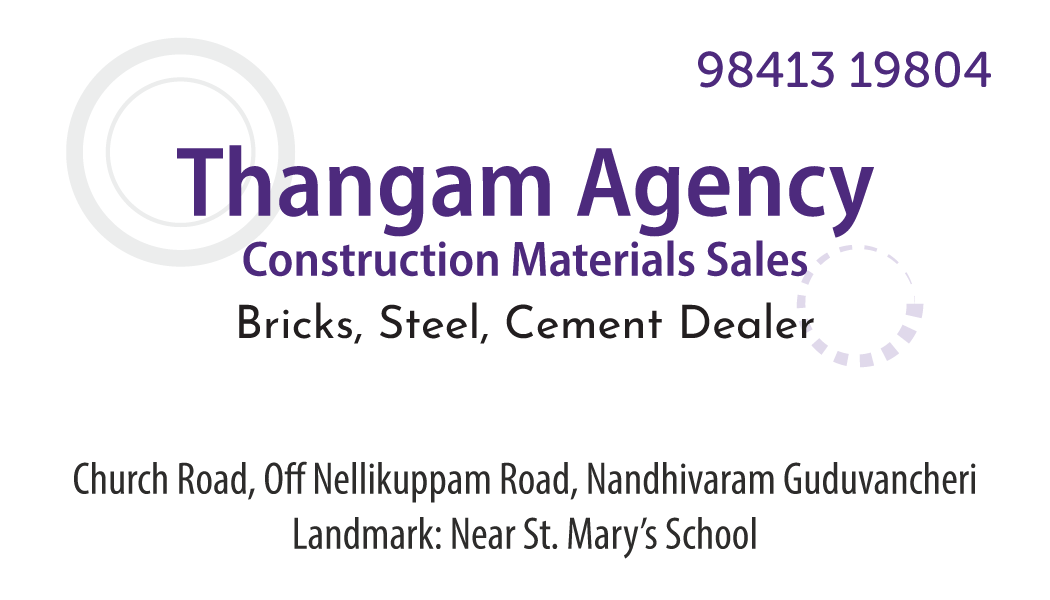 98413 19804
Thangam Agency
Construction Materials Sales
Bricks, Steel, Cement Dealer
Church Road, Off Nellikuppam Road, Nandhivaram Guduvancheri
Landmark: Near St. Mary’s School